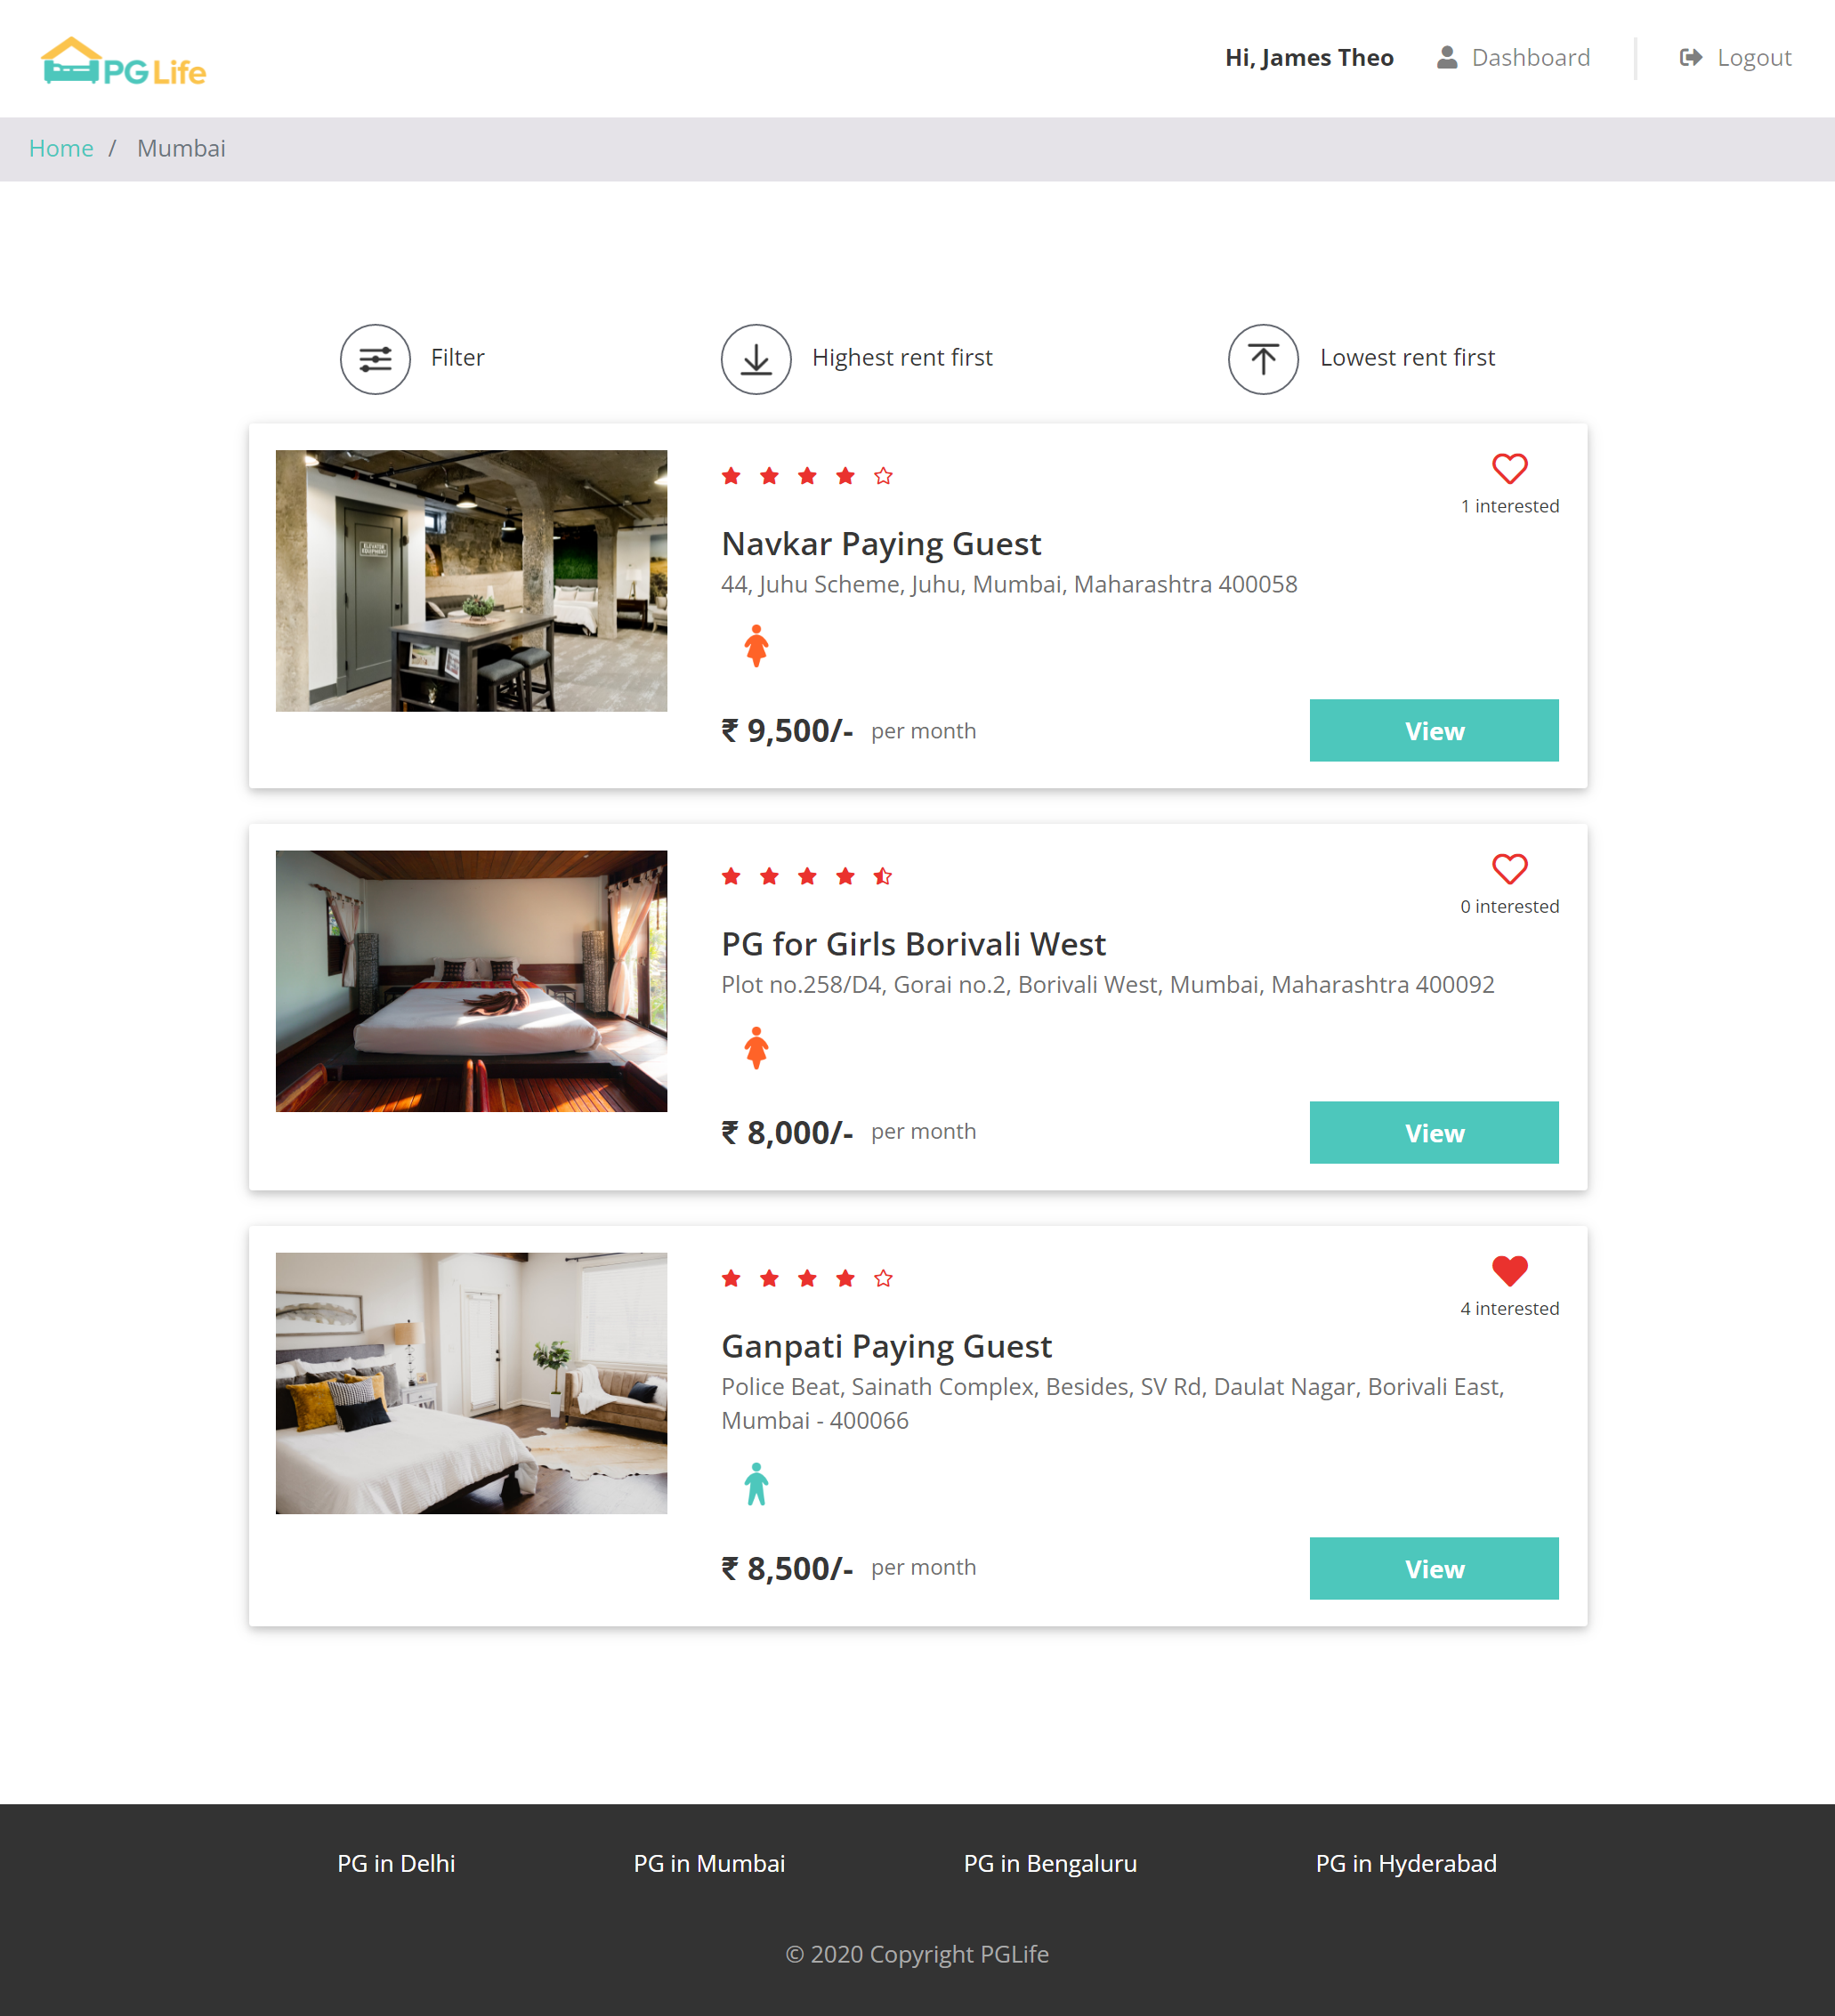 PG Life
Hi, James Theo Dashboard Logout
Home / Mumbai
Filter Highest rent first Lowest rent first
ELEVATOR
EQUIPMENT
1 interested
Navkar Paying Guest
44, Juhu Scheme, Juhu, Mumbai, Maharashtra 400058
₹ 9,500/- per month View
0 interested
PG for Girls Borivali West
Plot no.258/D4, Gorai no.2, Borivali West, Mumbai, Maharashtra 400092
₹ 8,000/- per month View
4 interested
Ganpati Paying Guest
Police Beat, Sainath Complex, Besides, SV Rd, Daulat Nagar, Borivali East,
Mumbai - 400066
₹ 8,500/- per month View
PG in Delhi PG in Mumbai PG in Bengaluru PG in Hyderabad
© 2020 Copyright PGLife